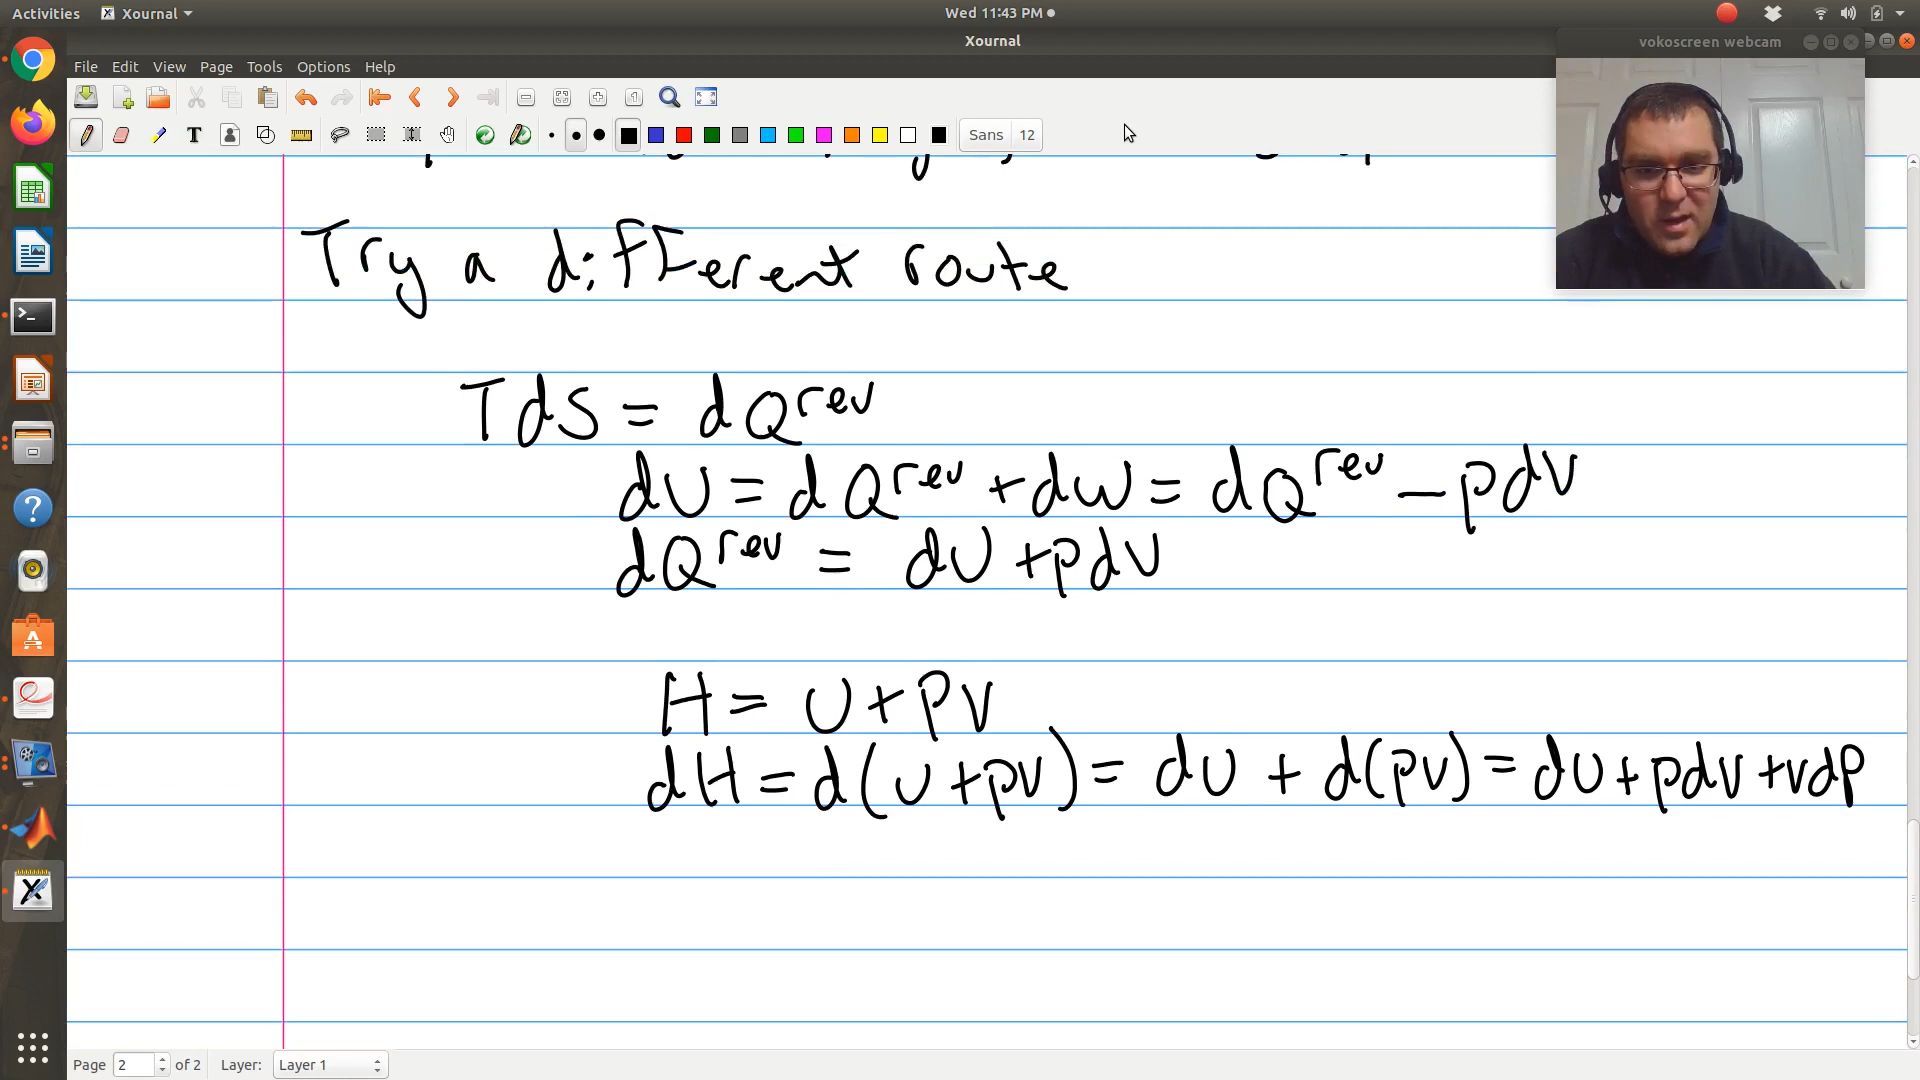 Activities Xournal Wed 11:43 PM
Xournal
vokoscreen webcam
File Edit View Page Tools Options Help
Sans 12
Try a different route
TdS = dQ^rev
dU = dQ^rev + dW = dQ^rev - pdV
dQ^rev = dU + pdV
H = U + PV
dH = d(U + pV) = dU + d(pV) = dU + pdV + Vdp
Page 2 of 2 Layer: Layer 1